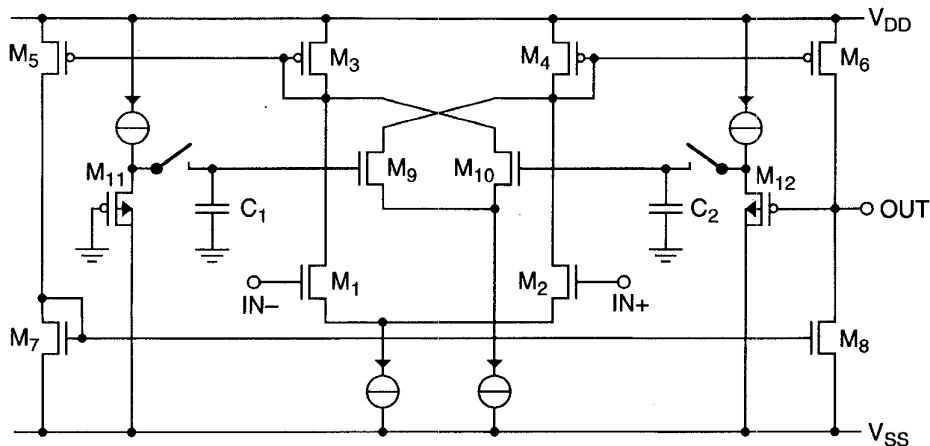 V_DD
M_5
M_3
M_4
M_6
M_11
M_9
M_10
M_12
C_1
C_2
OUT
M_1
M_2
IN−
IN+
M_7
M_8
V_SS